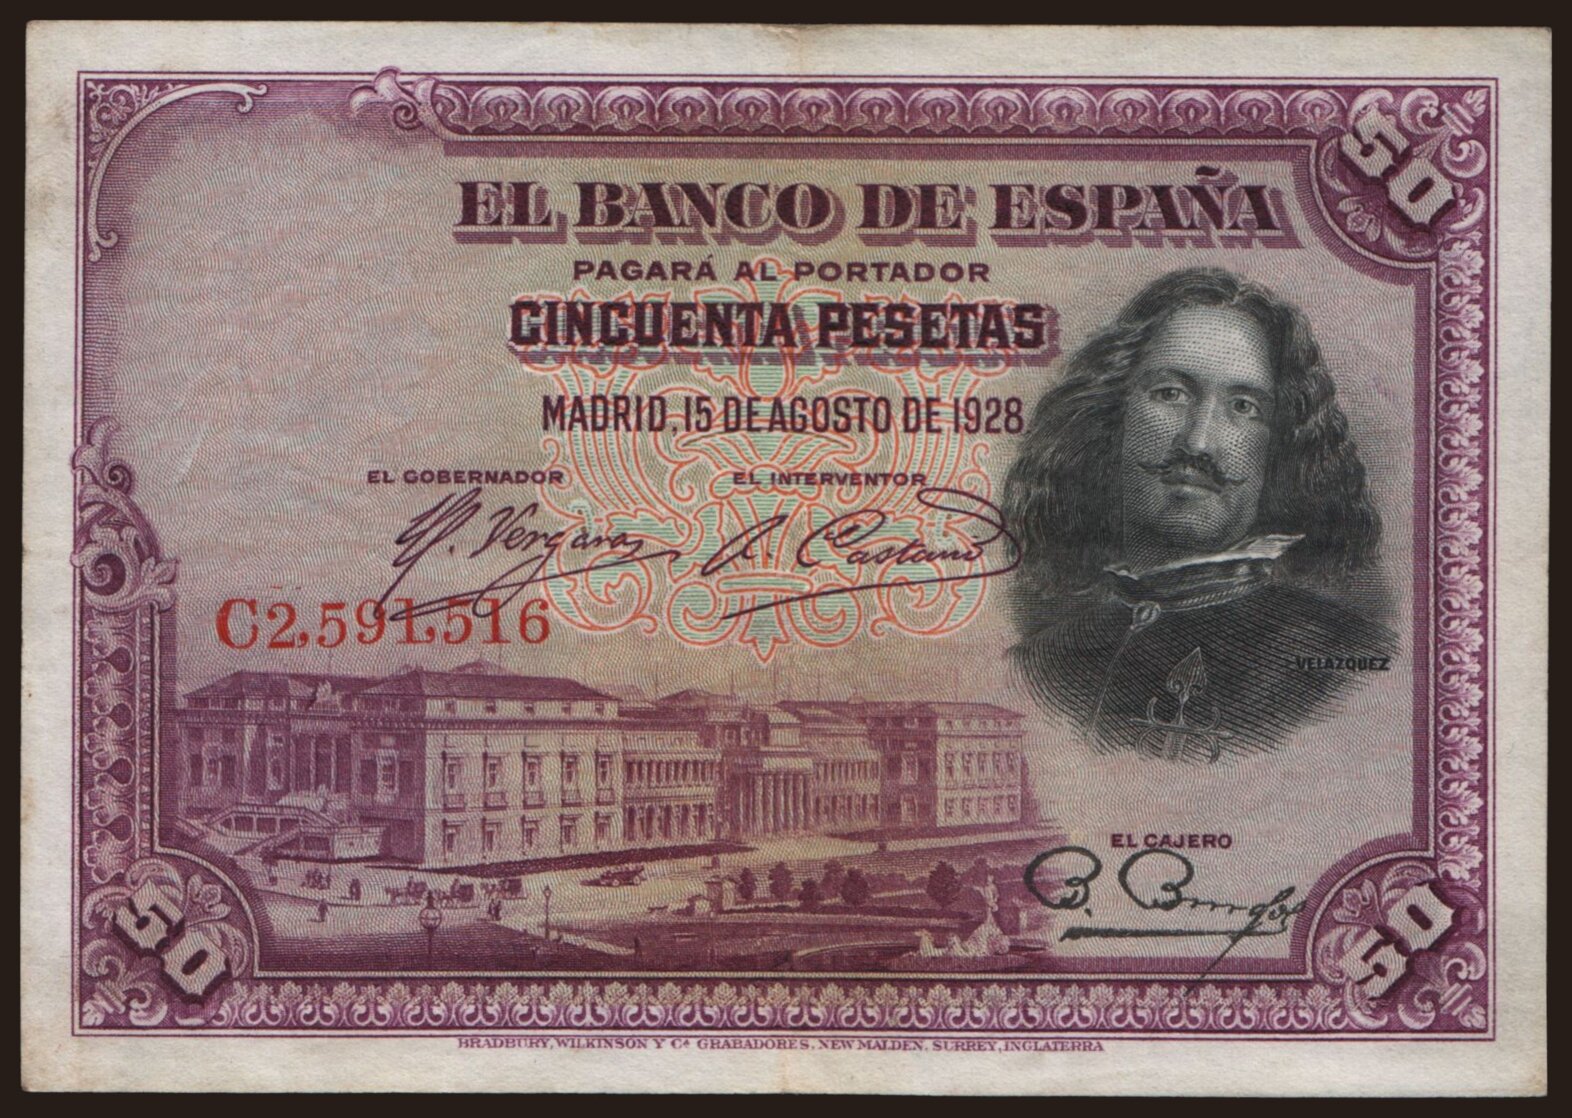 50
EL BANCO DE ESPAÑA
PAGARÁ AL PORTADOR
CINCUENTA PESETAS
MADRID, 15 DE AGOSTO DE 1928
EL GOBERNADOR EL INTERVENTOR
C2,591,516
VELAZQUEZ
EL CAJERO
50 50
BRADBURY, WILKINSON Y Cª GRABADORES, NEW MALDEN, SURREY, INGLATERRA